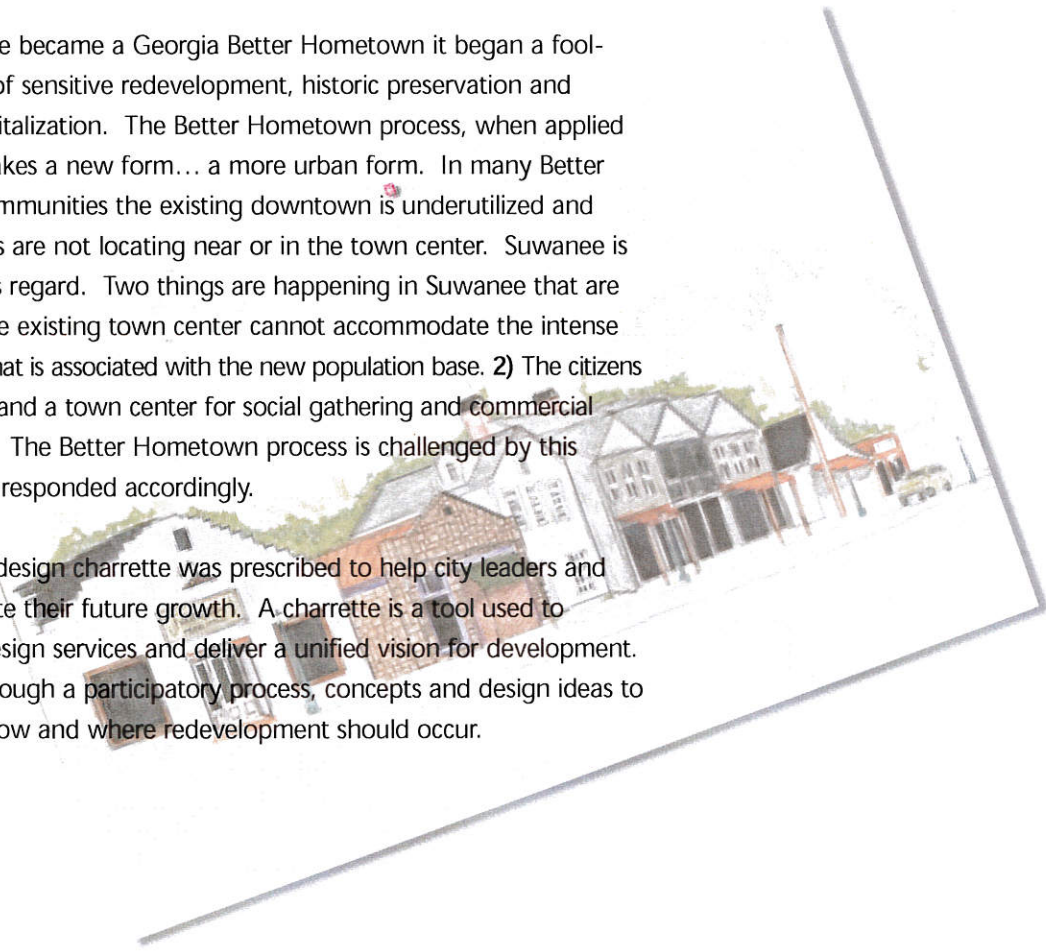 e became a Georgia Better Hometown it began a fool-
of sensitive redevelopment, historic preservation and
italization. The Better Hometown process, when applied
akes a new form... a more urban form. In many Better
mmunities the existing downtown is underutilized and
s are not locating near or in the town center. Suwanee is
s regard. Two things are happening in Suwanee that are
e existing town center cannot accommodate the intense
hat is associated with the new population base. 2) The citizens
and a town center for social gathering and commercial
The Better Hometown process is challenged by this
responded accordingly.
design charrette was prescribed to help city leaders and
te their future growth. A charrette is a tool used to
esign services and deliver a unified vision for development.
ough a participatory process, concepts and design ideas to
ow and where redevelopment should occur.